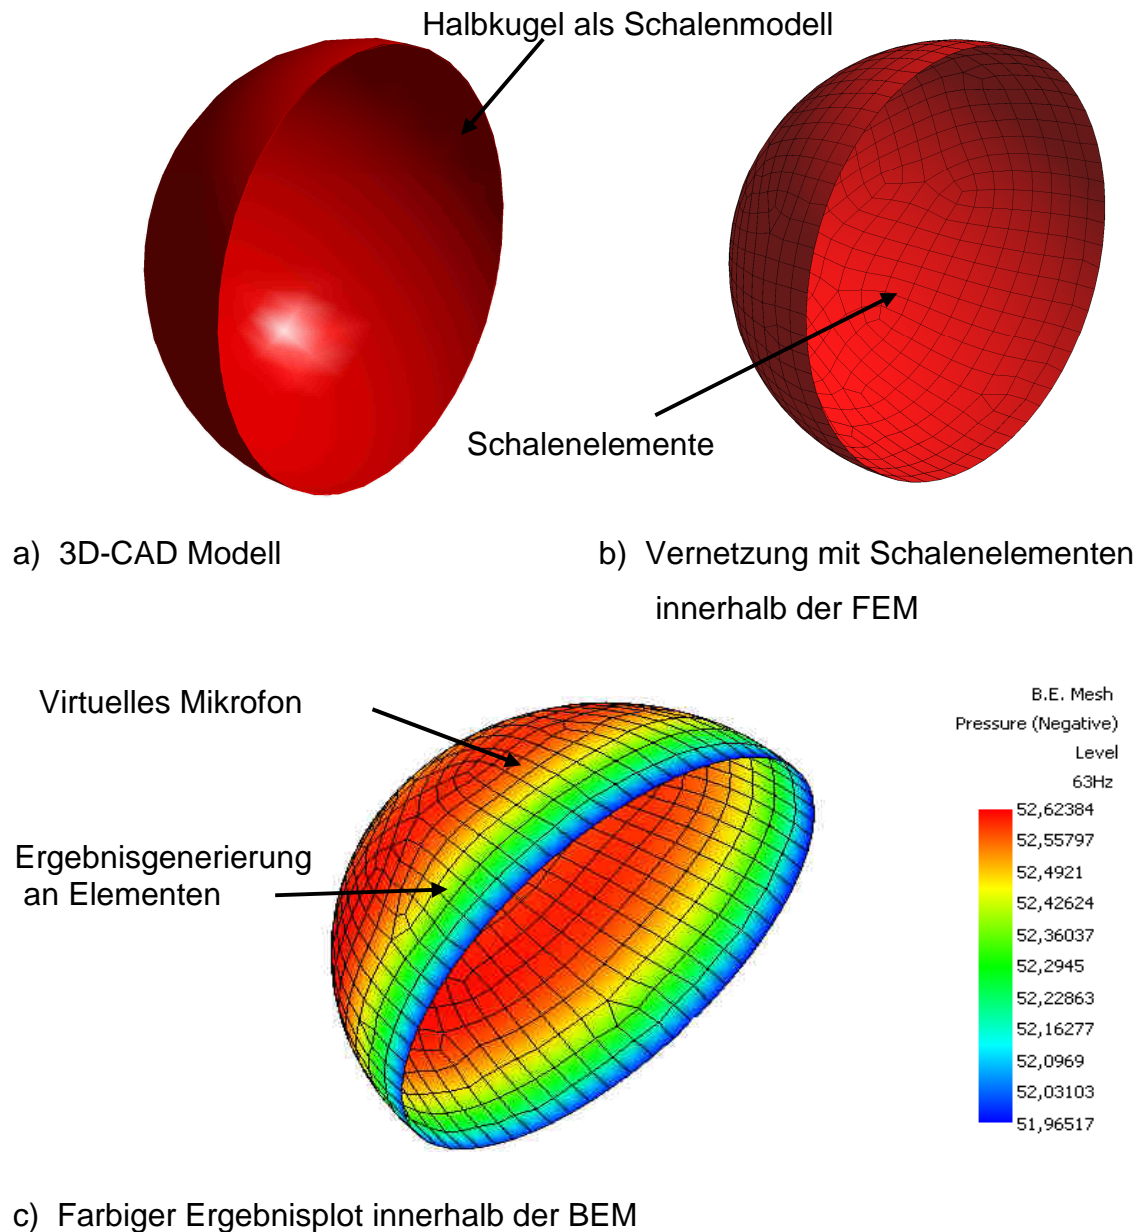 Halbkugel als Schalenmodell
Schalenelemente
a) 3D-CAD Modell
b) Vernetzung mit Schalenelementen
innerhalb der FEM
Virtuelles Mikrofon
Ergebnisgenerierung
an Elementen
B.E. Mesh
Pressure (Negative)
Level
63Hz
52,62384
52,55797
52,4921
52,42624
52,36037
52,2945
52,22863
52,16277
52,0969
52,03103
51,96517
c) Farbiger Ergebnisplot innerhalb der BEM